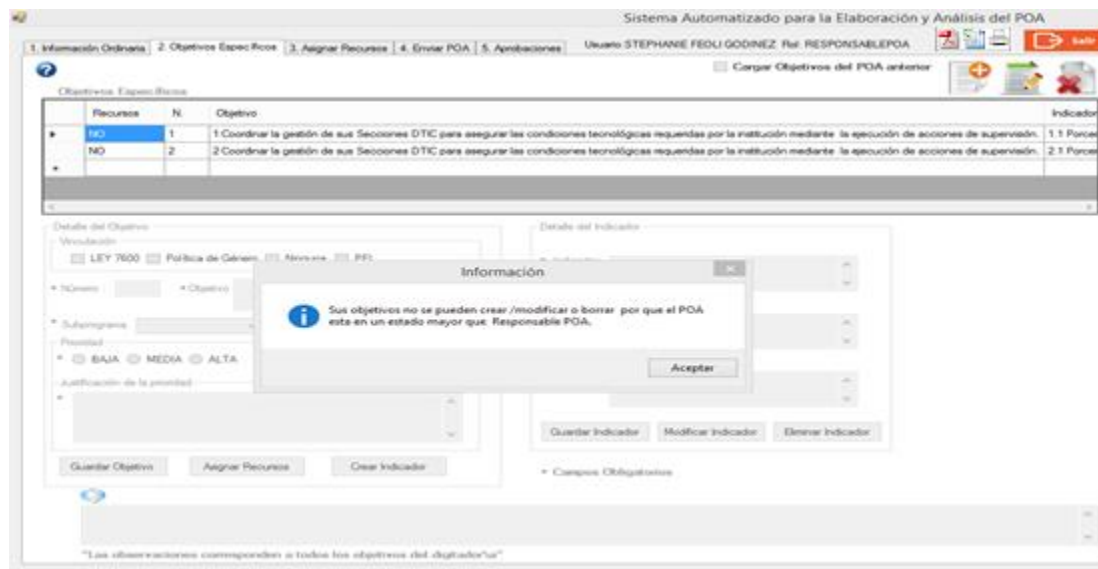 Sistema Automatizado para la Elaboración y Análisis del POA
1. Información Ordinaria 2. Objetivos Específicos 3. Asignar Recursos 4. Enviar POA 5. Aprobaciones Usuario STEPHANIE FEOLI GODINEZ Rol: RESPONSABLEPOA Salir
Cargar Objetivos del POA anterior
Objetivos Específicos
Recursos N. Objetivo Indicador
NO 1 1 Coordinar la gestión de sus Secciones DTIC para asegurar las condiciones tecnológicas requeridas por la institución mediante la ejecución de acciones de supervisión. 1.1 Porcen
NO 2 2 Coordinar la gestión de sus Secciones DTIC para asegurar las condiciones tecnológicas requeridas por la institución mediante la ejecución de acciones de supervisión. 2.1 Porcen
Detalle del Objetivo
Detalle del Indicador
Vinculación
LEY 7600 Política de Género Ninguna PEI
Información
* Número * Objetivo
Sus objetivos no se pueden crear /modificar o borrar por que el POA
esta en un estado mayor que Responsable POA.
* Subprograma
Prioridad
* BAJA MEDIA ALTA
Aceptar
Justificación de la prioridad
*
Guardar Indicador Modificar Indicador Eliminar Indicador
Guardar Objetivo Asignar Recursos Crear Indicador
* Campos Obligatorios
"Las observaciones corresponden a todos los objetivos del digitador\a"